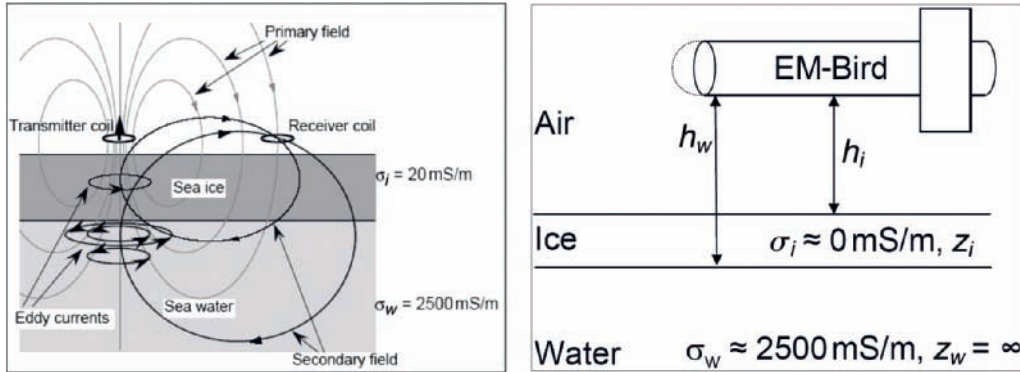 Primary field
Transmitter coil
Receiver coil
Sea ice
σi = 20 mS/m
Sea water
σw = 2500 mS/m
Eddy currents
Secondary field
EM-Bird
Air
hw
hi
Ice
σi ≈ 0 mS/m, zi
Water
σw ≈ 2500 mS/m, zw = ∞